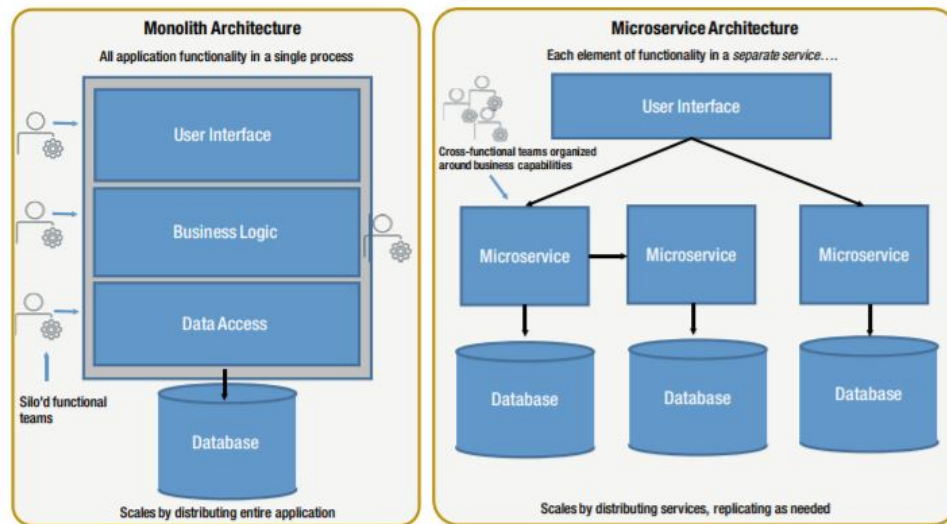 Monolith Architecture
All application functionality in a single process
User Interface
Business Logic
Data Access
Silo'd functional
teams
Database
Scales by distributing entire application
Microservice Architecture
Each element of functionality in a separate service….
User Interface
Cross-functional teams organized
around business capabilities
Microservice
Microservice
Microservice
Database
Database
Database
Scales by distributing services, replicating as needed